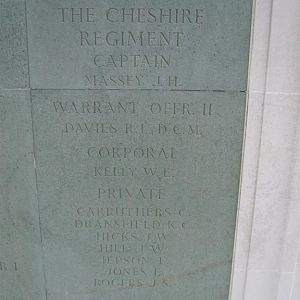 THE CHESHIRE
REGIMENT
CAPTAIN
MASSEY J.H.
WARRANT OFFR. II
DAVIES R.L., D.C.M.
CORPORAL
KELLY W.E.
PRIVATE
CARRUTHERS C.
DRANSFIELD K.C.
HICKS J.W.
HILL J.W.
JEPSON T.
JONES E.
ROGERS J.S.